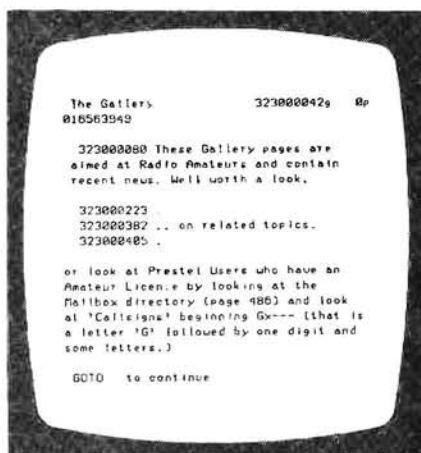 The Gallery 323000042g 0p
016563949
323000080 These Gallery pages are
aimed at Radio Amateurs and contain
recent news. Well worth a look.
323000223 .
323000382 .. on related topics.
323000405 .
or look at Prestel Users who have an
Amateur Licence by looking at the
Mailbox directory (page 486) and look
at 'Callsigns' beginning Gx--- (that is
a letter 'G' followed by one digit and
some letters.)
GOTO to continue